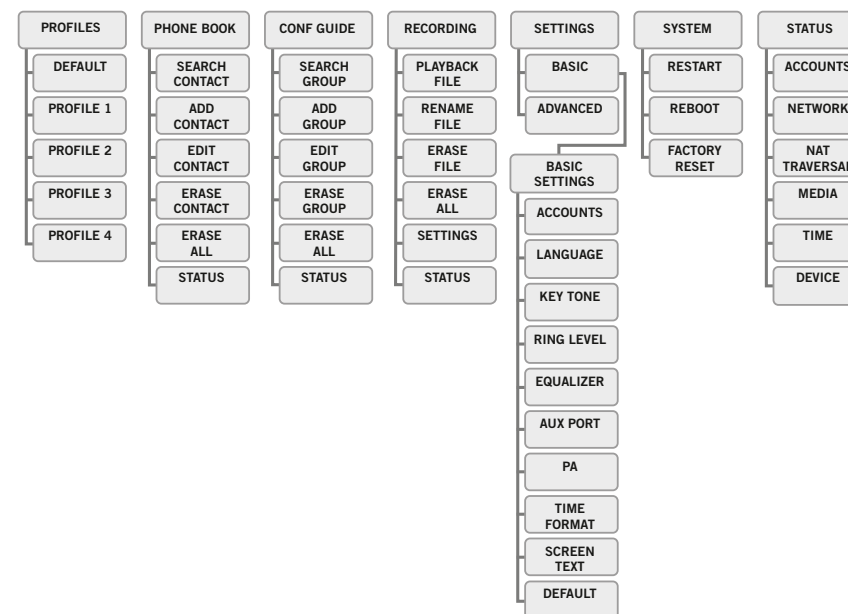 PROFILES
DEFAULT
PROFILE 1
PROFILE 2
PROFILE 3
PROFILE 4
PHONE BOOK
SEARCH
CONTACT
ADD
CONTACT
EDIT
CONTACT
ERASE
CONTACT
ERASE
ALL
STATUS
CONF GUIDE
SEARCH
GROUP
ADD
GROUP
EDIT
GROUP
ERASE
GROUP
ERASE
ALL
STATUS
RECORDING
PLAYBACK
FILE
RENAME
FILE
ERASE
FILE
ERASE
ALL
SETTINGS
STATUS
SETTINGS
BASIC
ADVANCED
BASIC
SETTINGS
ACCOUNTS
LANGUAGE
KEY TONE
RING LEVEL
EQUALIZER
AUX PORT
PA
TIME
FORMAT
SCREEN
TEXT
DEFAULT
SYSTEM
RESTART
REBOOT
FACTORY
RESET
STATUS
ACCOUNTS
NETWORK
NAT
TRAVERSAL
MEDIA
TIME
DEVICE